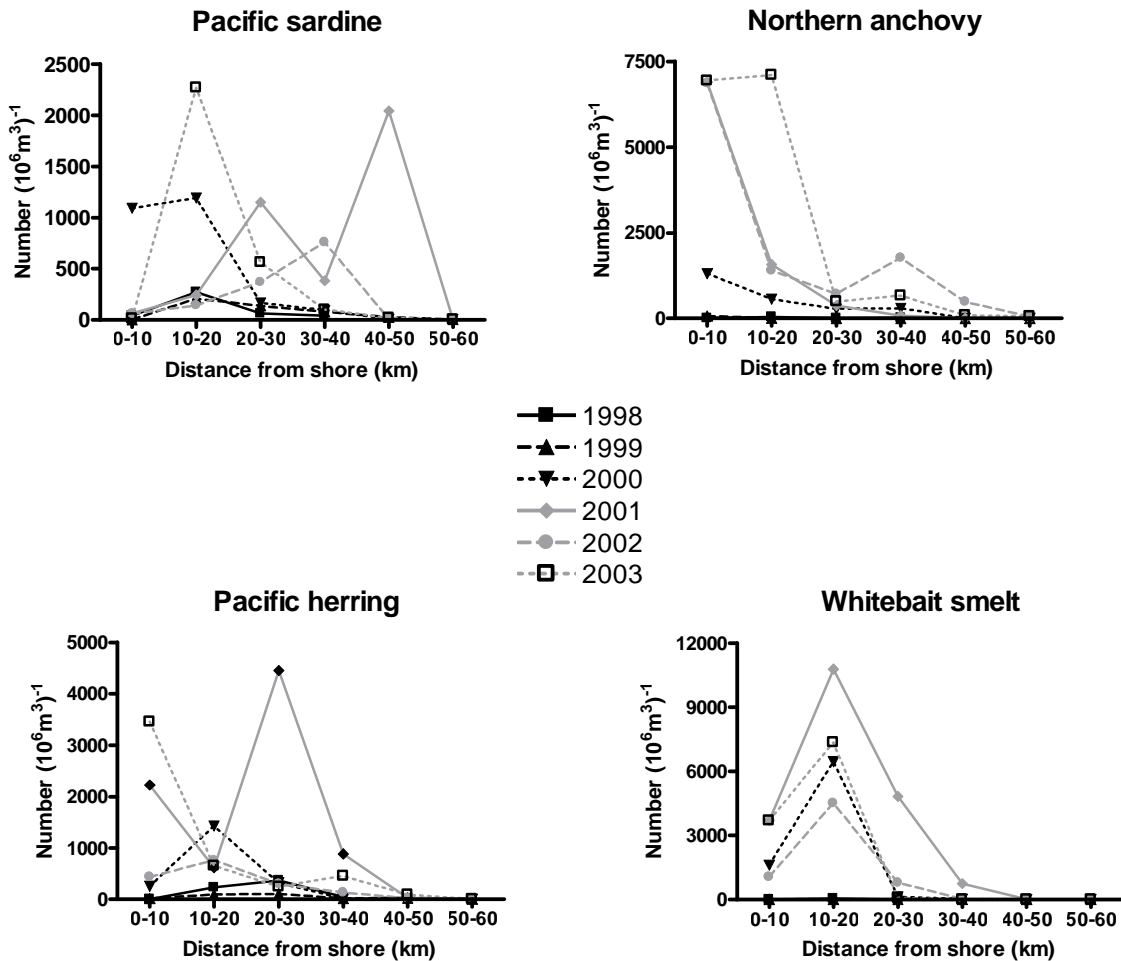 Pacific sardine
Number (10⁶m³)⁻¹
2500
2000
1500
1000
500
0
0-10 10-20 20-30 30-40 40-50 50-60
Distance from shore (km)
Northern anchovy
Number (10⁶m³)⁻¹
7500
5000
2500
0
0-10 10-20 20-30 30-40 40-50 50-60
Distance from shore (km)
1998
1999
2000
2001
2002
2003
Pacific herring
Number (10⁶m³)⁻¹
5000
4000
3000
2000
1000
0
0-10 10-20 20-30 30-40 40-50 50-60
Distance from shore (km)
Whitebait smelt
Number (10⁶m³)⁻¹
12000
9000
6000
3000
0
0-10 10-20 20-30 30-40 40-50 50-60
Distance from shore (km)